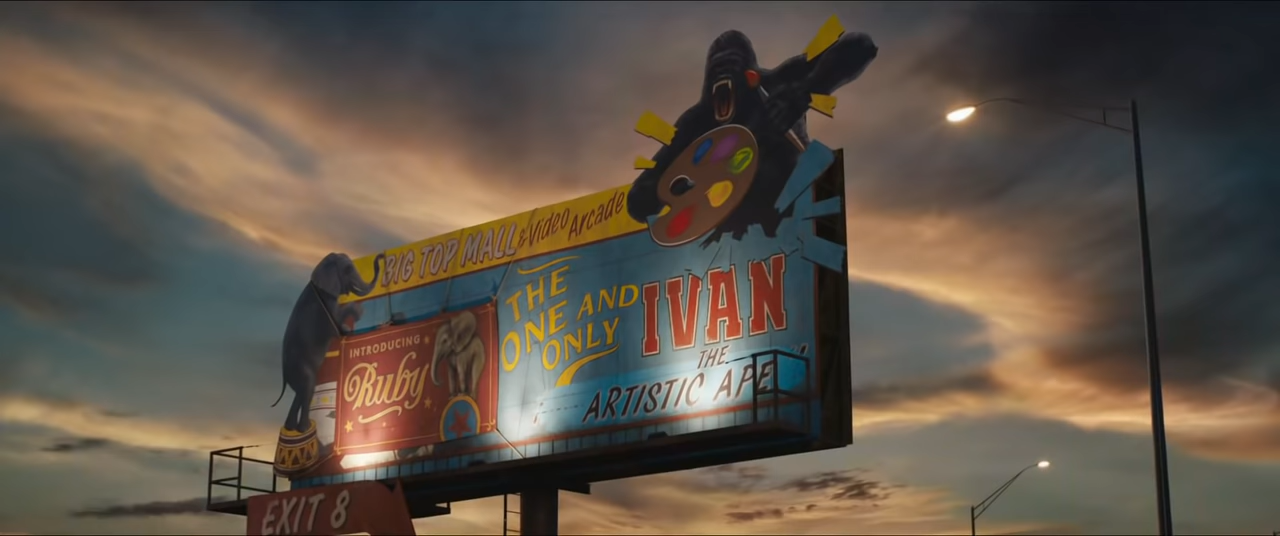 BIG TOP MALL & Video Arcade
INTRODUCING
Ruby
THE
ONE AND
ONLY
IVAN
THE
ARTISTIC APE
EXIT 8